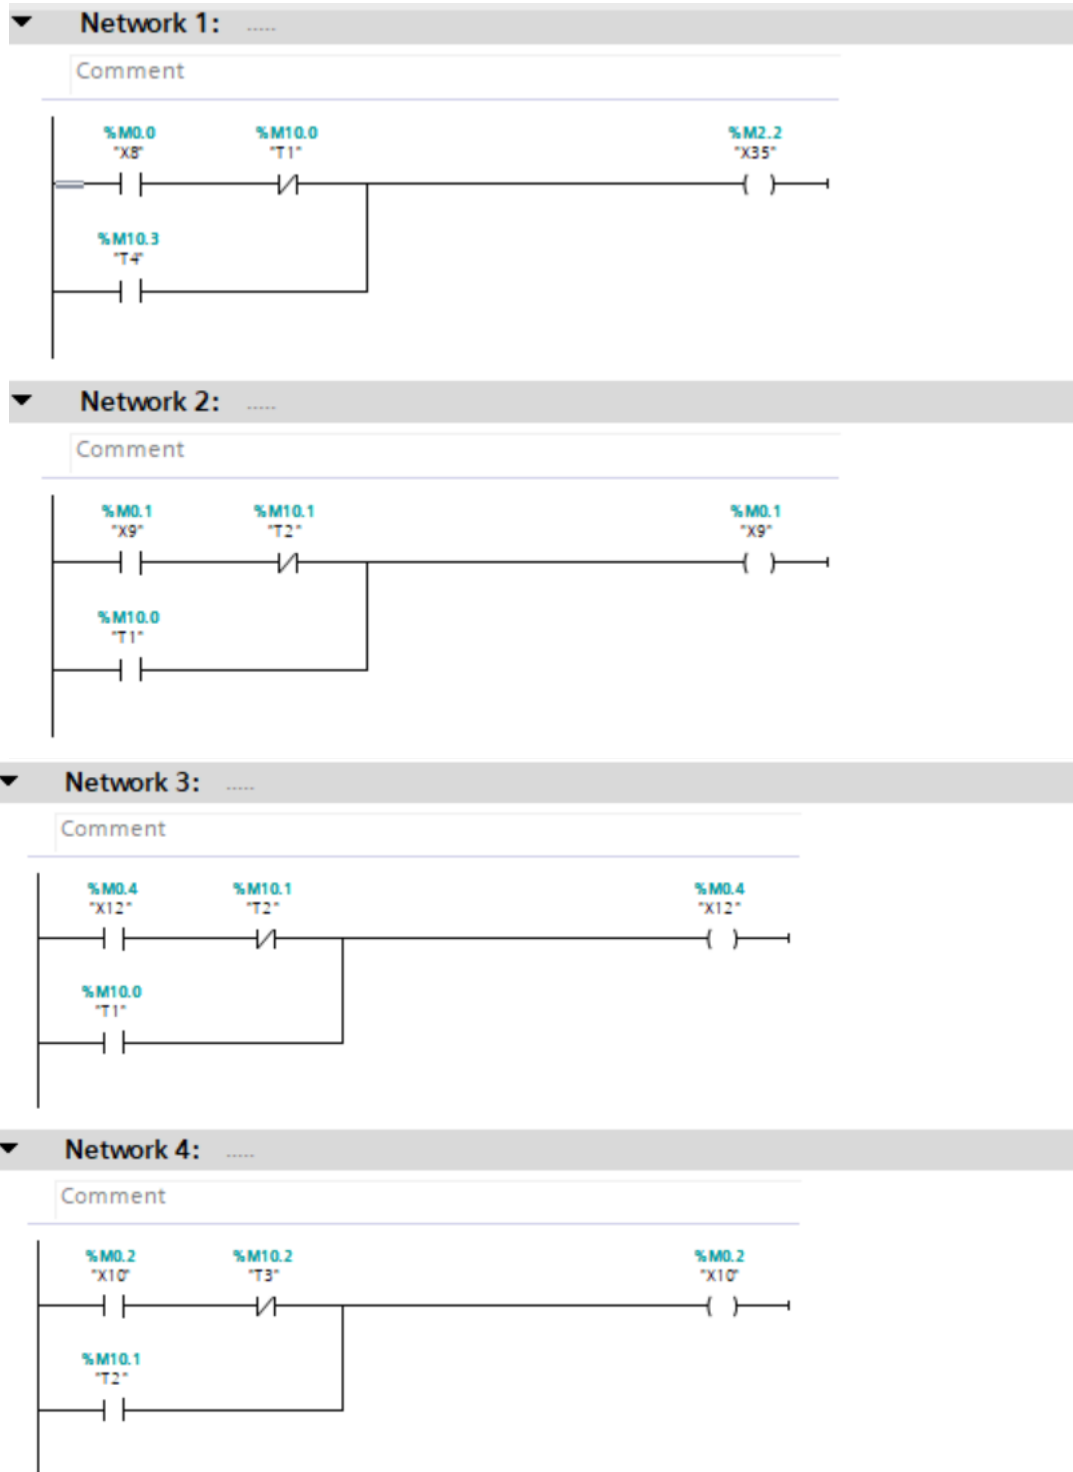 Network 1: .....
Comment
%M0.0 %M10.0 %M2.2
"X8" "T1" "X35"
%M10.3
"T4"
Network 2: .....
Comment
%M0.1 %M10.1 %M0.1
"X9" "T2" "X9"
%M10.0
"T1"
Network 3: .....
Comment
%M0.4 %M10.1 %M0.4
"X12" "T2" "X12"
%M10.0
"T1"
Network 4: .....
Comment
%M0.2 %M10.2 %M0.2
"X10" "T3" "X10"
%M10.1
"T2"